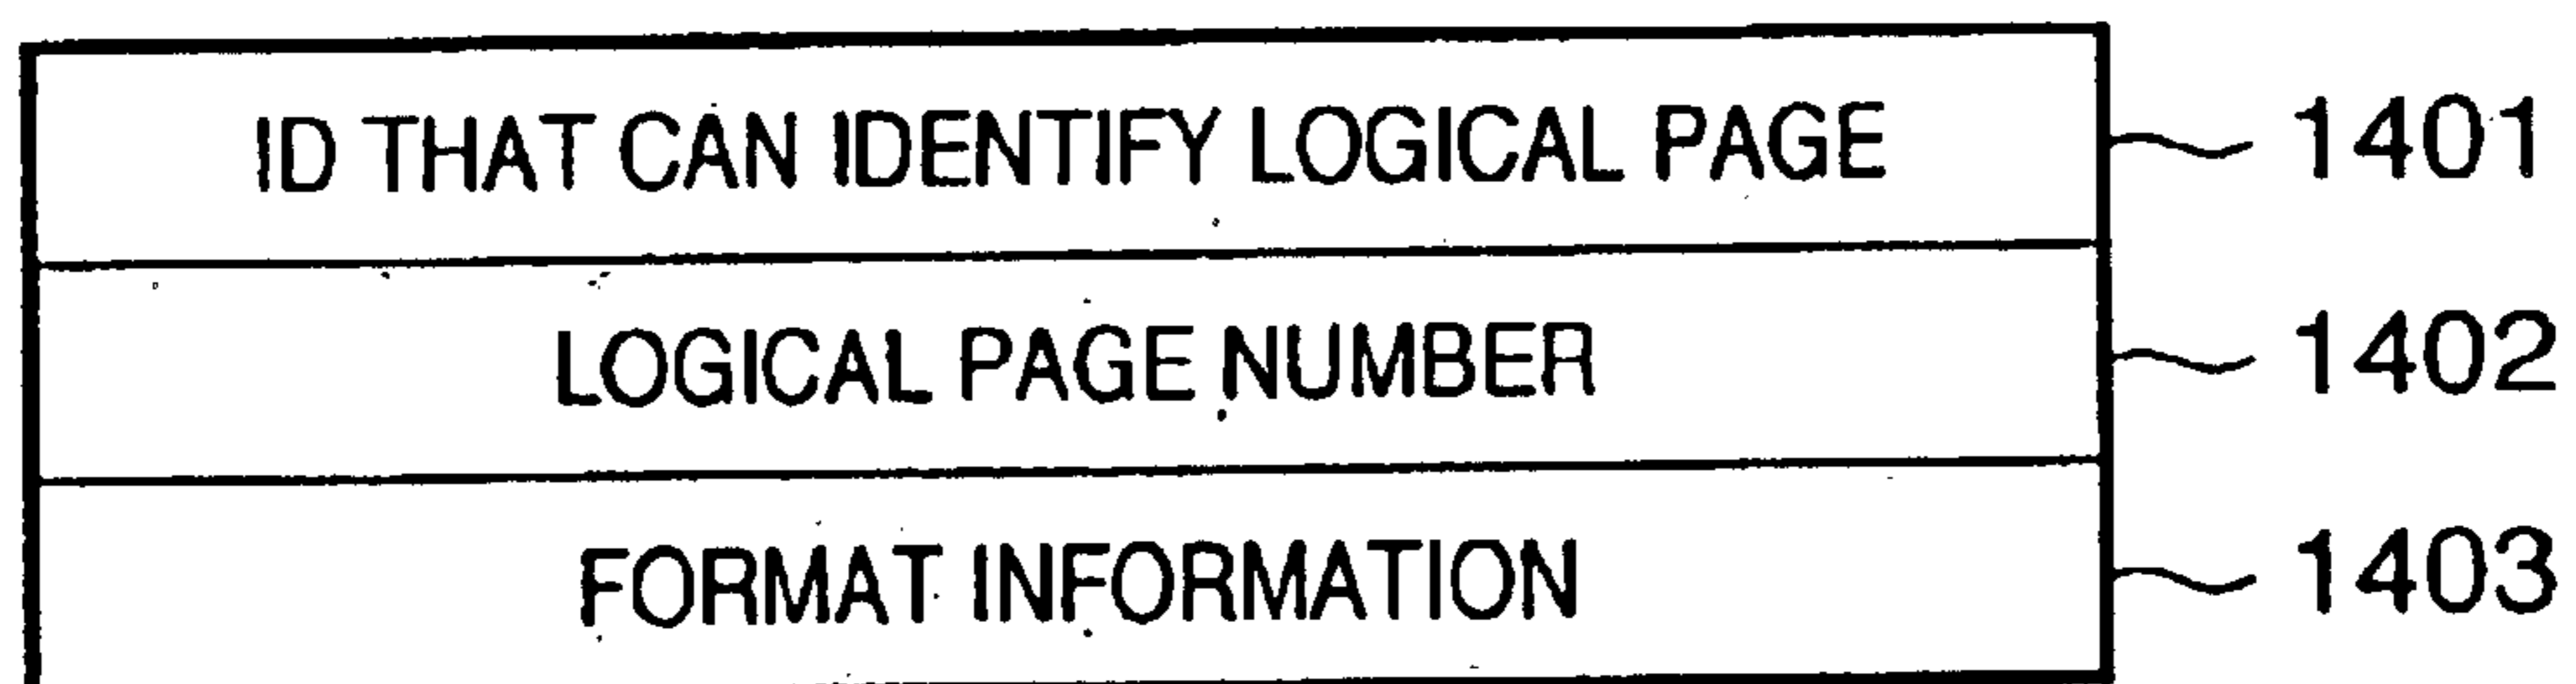 ID THAT CAN IDENTIFY LOGICAL PAGE 1401
LOGICAL PAGE NUMBER 1402
FORMAT INFORMATION 1403